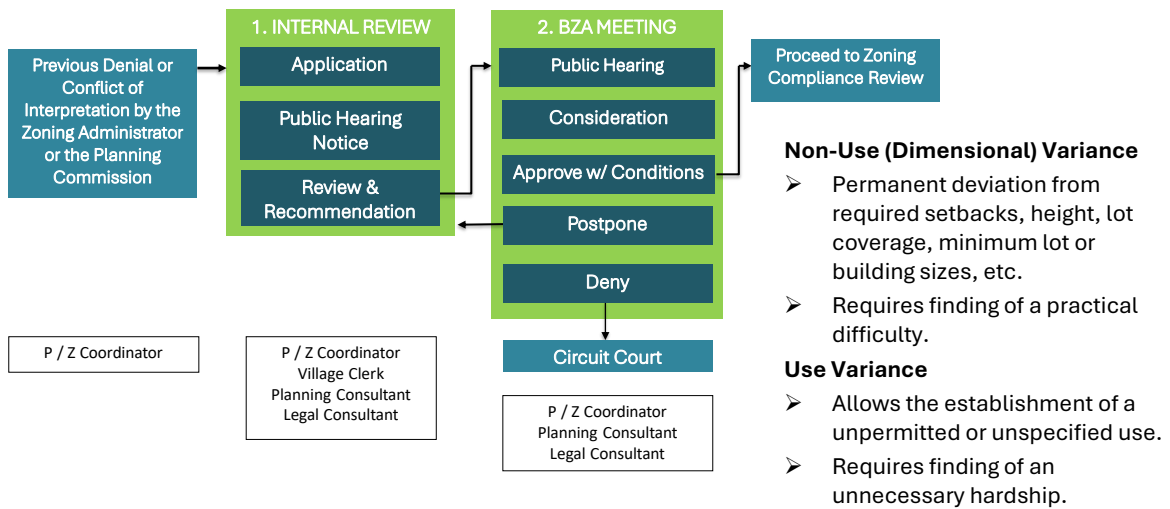 Previous Denial or
Conflict of
Interpretation by the
Zoning Administrator
or the Planning
Commission
P / Z Coordinator
1. INTERNAL REVIEW
Application
Public Hearing
Notice
Review &
Recommendation
P / Z Coordinator
Village Clerk
Planning Consultant
Legal Consultant
2. BZA MEETING
Public Hearing
Consideration
Approve w/ Conditions
Postpone
Deny
Circuit Court
P / Z Coordinator
Planning Consultant
Legal Consultant
Proceed to Zoning
Compliance Review
Non-Use (Dimensional) Variance
➢ Permanent deviation from
required setbacks, height, lot
coverage, minimum lot or
building sizes, etc.
➢ Requires finding of a practical
difficulty.
Use Variance
➢ Allows the establishment of a
unpermitted or unspecified use.
➢ Requires finding of an
unnecessary hardship.